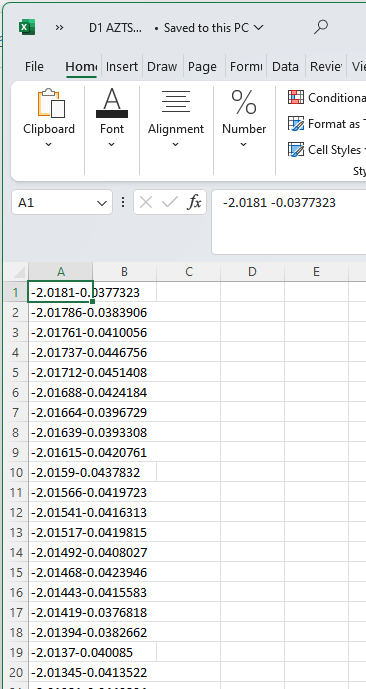 » D1 AZTS... • Saved to this PC
File Home Insert Draw Page Formu Data Review Vie
Clipboard Font Alignment Number
Conditiona
Format as T
Cell Styles
Sty
A1 fx -2.0181 -0.0377323
A B C D E
1 -2.0181-0.0377323
2 -2.01786-0.0383906
3 -2.01761-0.0410056
4 -2.01737-0.0446756
5 -2.01712-0.0451408
6 -2.01688-0.0424184
7 -2.01664-0.0396729
8 -2.01639-0.0393308
9 -2.01615-0.0420761
10 -2.0159-0.0437832
11 -2.01566-0.0419723
12 -2.01541-0.0416313
13 -2.01517-0.0419815
14 -2.01492-0.0408027
15 -2.01468-0.0423946
16 -2.01443-0.0415583
17 -2.01419-0.0376818
18 -2.01394-0.0382662
19 -2.0137-0.040085
20 -2.01345-0.0413522